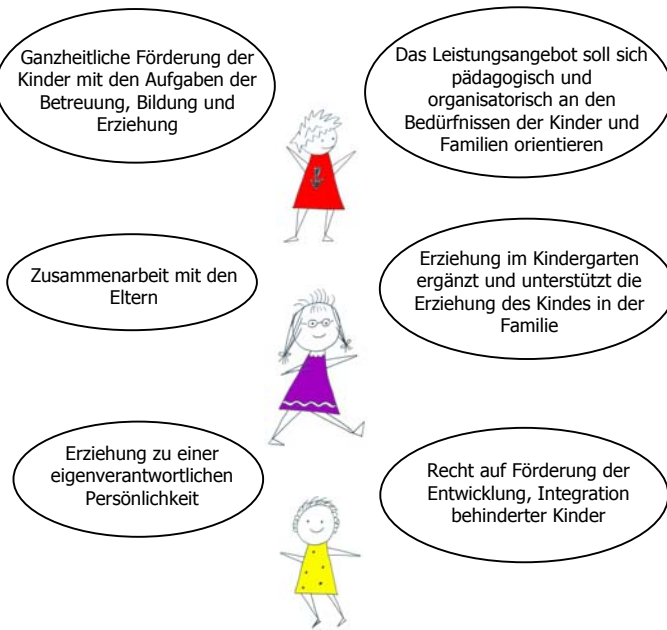 Ganzheitliche Förderung der
Kinder mit den Aufgaben der
Betreuung, Bildung und
Erziehung
Das Leistungsangebot soll sich
pädagogisch und
organisatorisch an den
Bedürfnissen der Kinder und
Familien orientieren
Zusammenarbeit mit den
Eltern
Erziehung im Kindergarten
ergänzt und unterstützt die
Erziehung des Kindes in der
Familie
Erziehung zu einer
eigenverantwortlichen
Persönlichkeit
Recht auf Förderung der
Entwicklung, Integration
behinderter Kinder